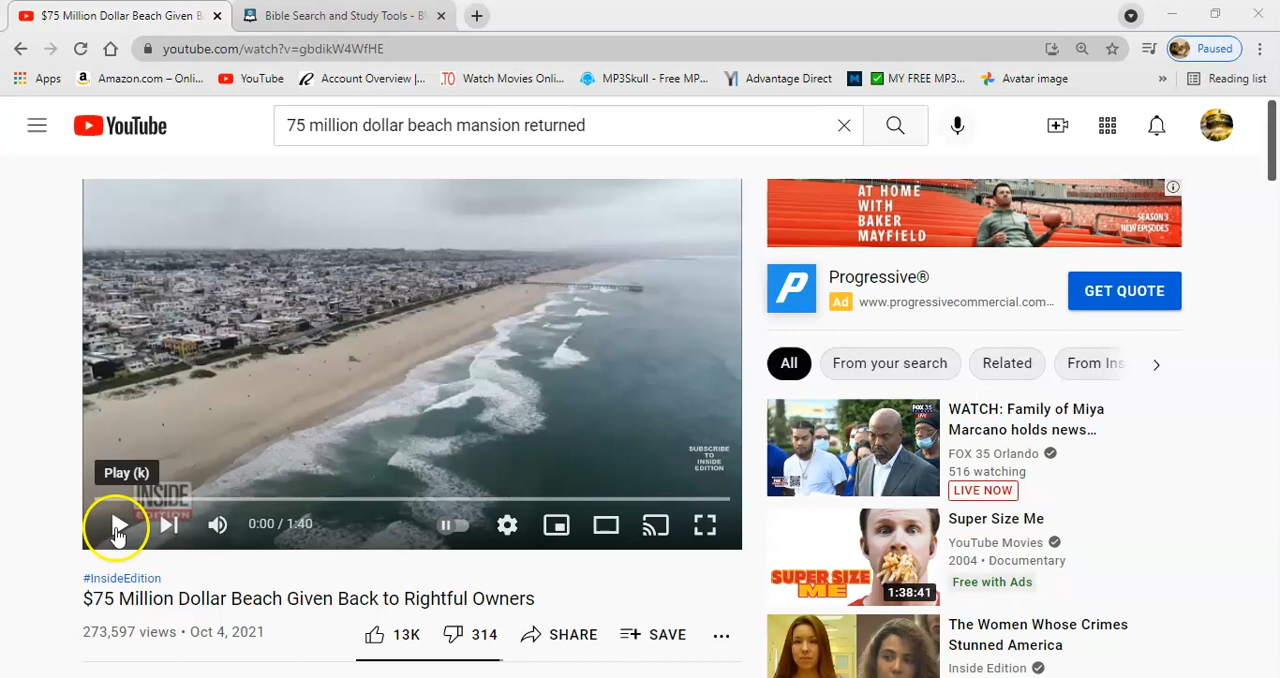 $75 Million Dollar Beach Given B
Bible Search and Study Tools - Bl
youtube.com/watch?v=gbdikW4WfHE
Paused
Apps
Amazon.com – Onli...
YouTube
Account Overview |...
TO
Watch Movies Onli...
MP3Skull - Free MP...
Advantage Direct
M
MY FREE MP3...
Avatar image
»
Reading list
YouTube
75 million dollar beach mansion returned
SUBSCRIBE
TO
INSIDE
EDITION
Play (k)
INSIDE
EDITION
0:00 / 1:40
#InsideEdition
$75 Million Dollar Beach Given Back to Rightful Owners
273,597 views • Oct 4, 2021
13K
314
SHARE
SAVE
AT HOME
WITH
BAKER
MAYFIELD
SEASON 3
NEW EPISODES
Progressive®
Ad www.progressivecommercial.com...
GET QUOTE
All
From your search
Related
From Ins
WATCH: Family of Miya
Marcano holds news...
FOX 35 Orlando
516 watching
LIVE NOW
Super Size Me
YouTube Movies
2004 • Documentary
Free with Ads
SUPER SIZE
ME
1:38:41
The Women Whose Crimes
Stunned America
Inside Edition